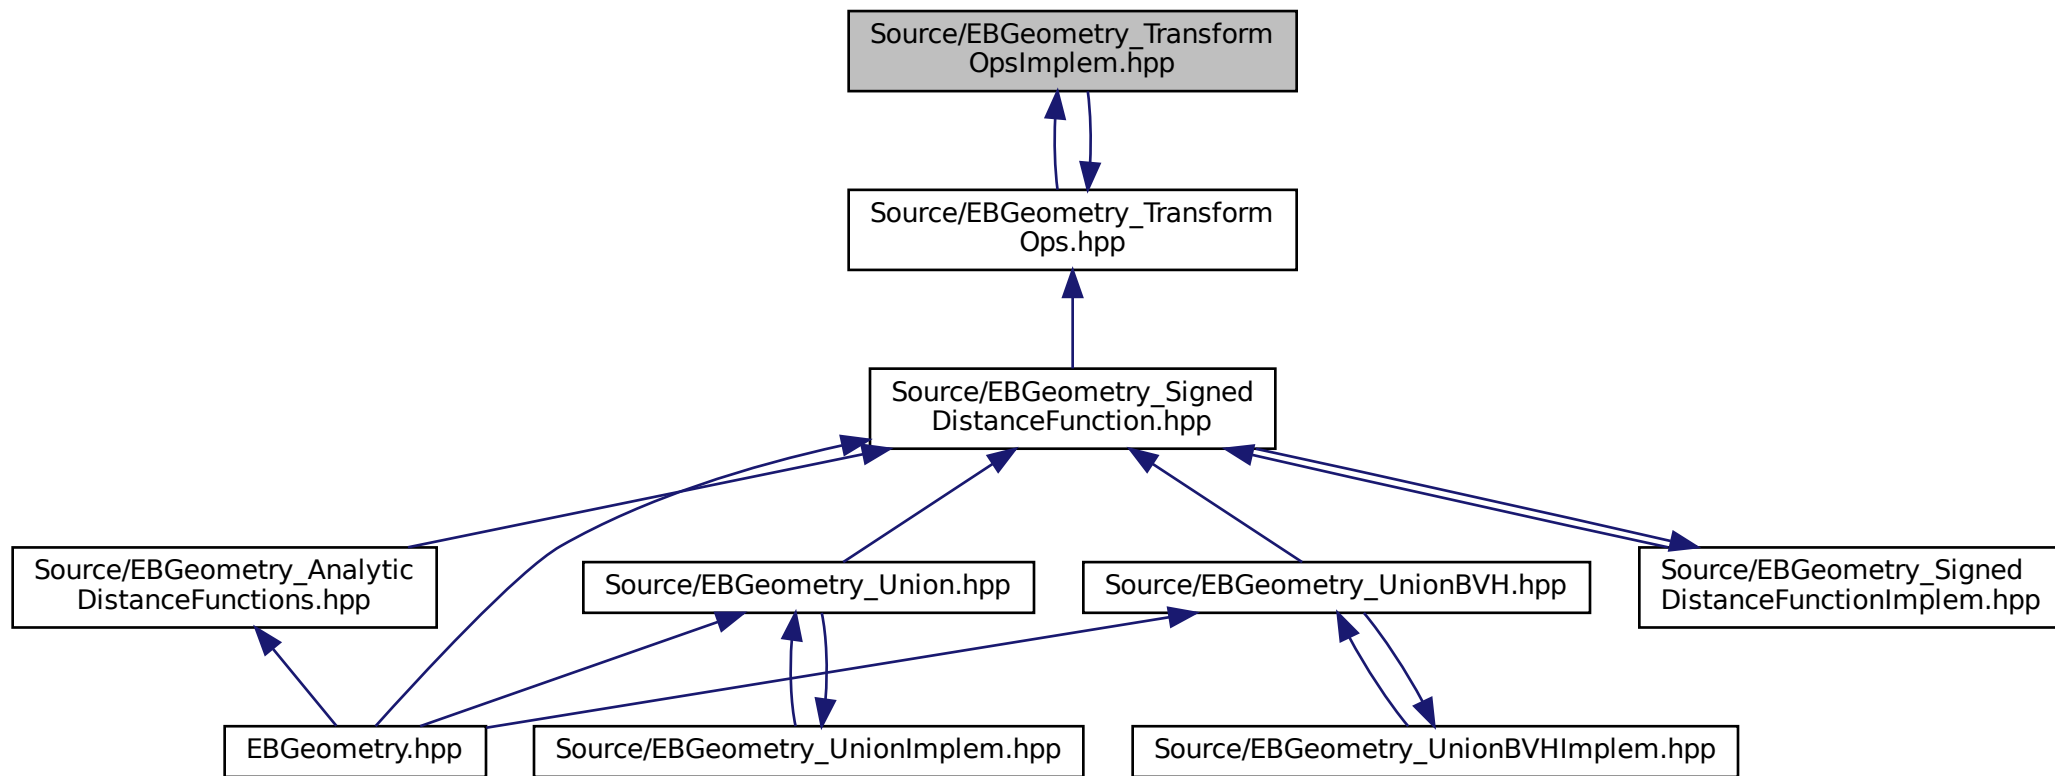 Source/EBGeometry_Transform
OpsImplem.hpp
Source/EBGeometry_Transform
Ops.hpp
Source/EBGeometry_Signed
DistanceFunction.hpp
Source/EBGeometry_Analytic
DistanceFunctions.hpp
Source/EBGeometry_Union.hpp
Source/EBGeometry_UnionBVH.hpp
Source/EBGeometry_Signed
DistanceFunctionImplem.hpp
EBGeometry.hpp
Source/EBGeometry_UnionImplem.hpp
Source/EBGeometry_UnionBVHImplem.hpp